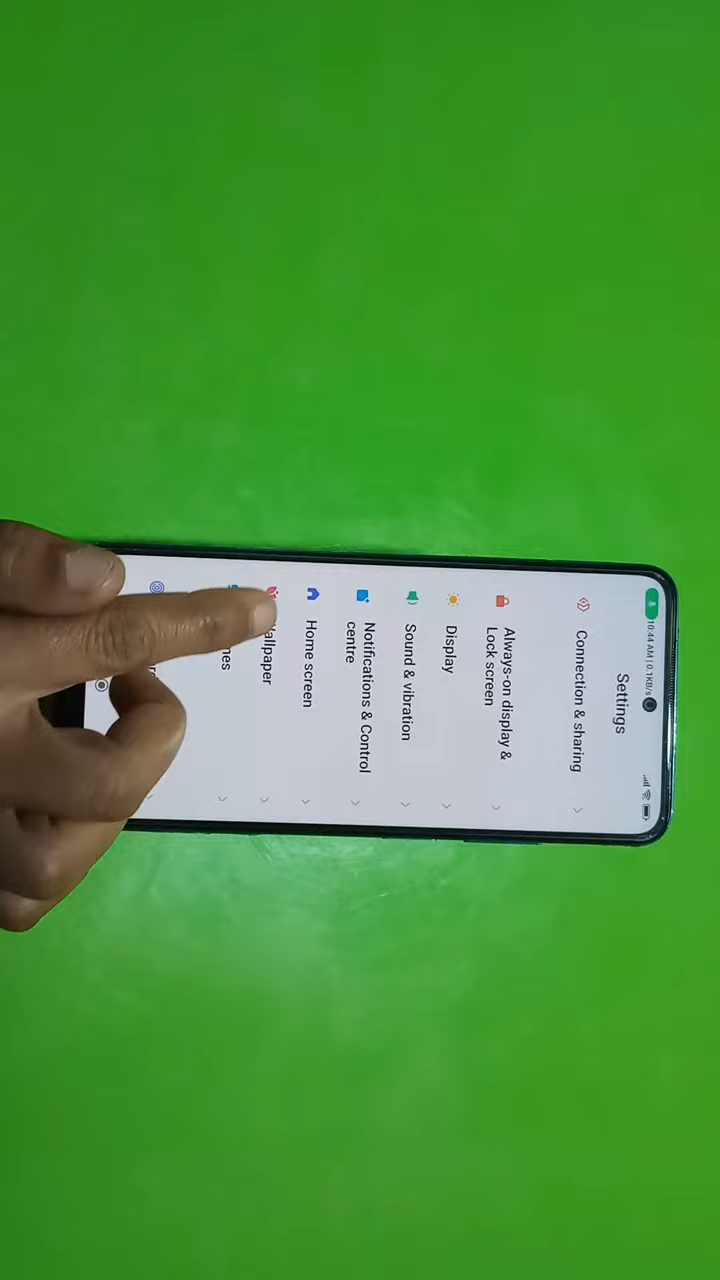 10:44 AM | 0.1KB/s
Settings
Connection & sharing
Always-on display &
Lock screen
Display
Sound & vibration
Notifications & Control
centre
Home screen